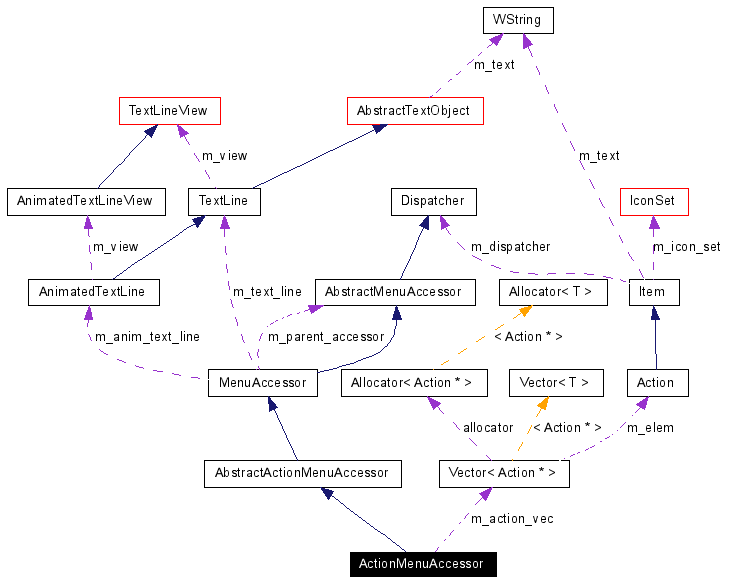 WString
m_text
TextLineView
AbstractTextObject
m_view
m_text
AnimatedTextLineView
TextLine
Dispatcher
IconSet
m_view
m_dispatcher
m_icon_set
AnimatedTextLine
m_text_line
AbstractMenuAccessor
Allocator< T >
Item
m_anim_text_line
m_parent_accessor
< Action * >
MenuAccessor
Allocator< Action * >
Vector< T >
Action
allocator
< Action * >
m_elem
AbstractActionMenuAccessor
Vector< Action * >
m_action_vec
ActionMenuAccessor